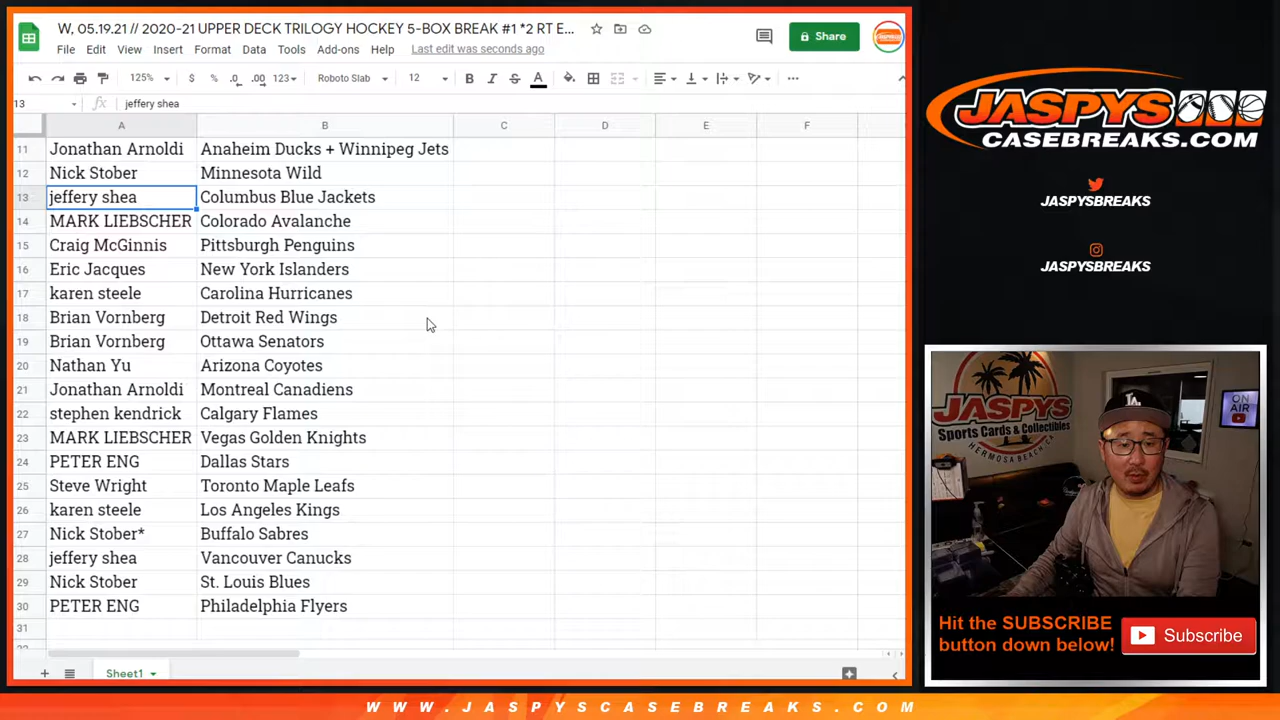 W, 05.19.21 // 2020-21 UPPER DECK TRILOGY HOCKEY 5-BOX BREAK #1 *2 RT E...
File Edit View Insert Format Data Tools Add-ons Help Last edit was seconds ago
Share
125% $ % .0 .00 123 Roboto Slab 12 B I S A
13 fx jeffery shea
A B C D E F
11 Jonathan Arnoldi Anaheim Ducks + Winnipeg Jets
12 Nick Stober Minnesota Wild
13 jeffery shea Columbus Blue Jackets
14 MARK LIEBSCHER Colorado Avalanche
15 Craig McGinnis Pittsburgh Penguins
16 Eric Jacques New York Islanders
17 karen steele Carolina Hurricanes
18 Brian Vornberg Detroit Red Wings
19 Brian Vornberg Ottawa Senators
20 Nathan Yu Arizona Coyotes
21 Jonathan Arnoldi Montreal Canadiens
22 stephen kendrick Calgary Flames
23 MARK LIEBSCHER Vegas Golden Knights
24 PETER ENG Dallas Stars
25 Steve Wright Toronto Maple Leafs
26 karen steele Los Angeles Kings
27 Nick Stober* Buffalo Sabres
28 jeffery shea Vancouver Canucks
29 Nick Stober St. Louis Blues
30 PETER ENG Philadelphia Flyers
31
Sheet1
JASPYS
CASEBREAKS.COM
JASPYSBREAKS
JASPYSBREAKS
JASPYS
Sports Cards & Collectibles
HERMOSA BEACH, CA
ON AIR
LA
Hit the SUBSCRIBE
button down below!
Subscribe
WWW.JASPYSCASEBREAKS.COM